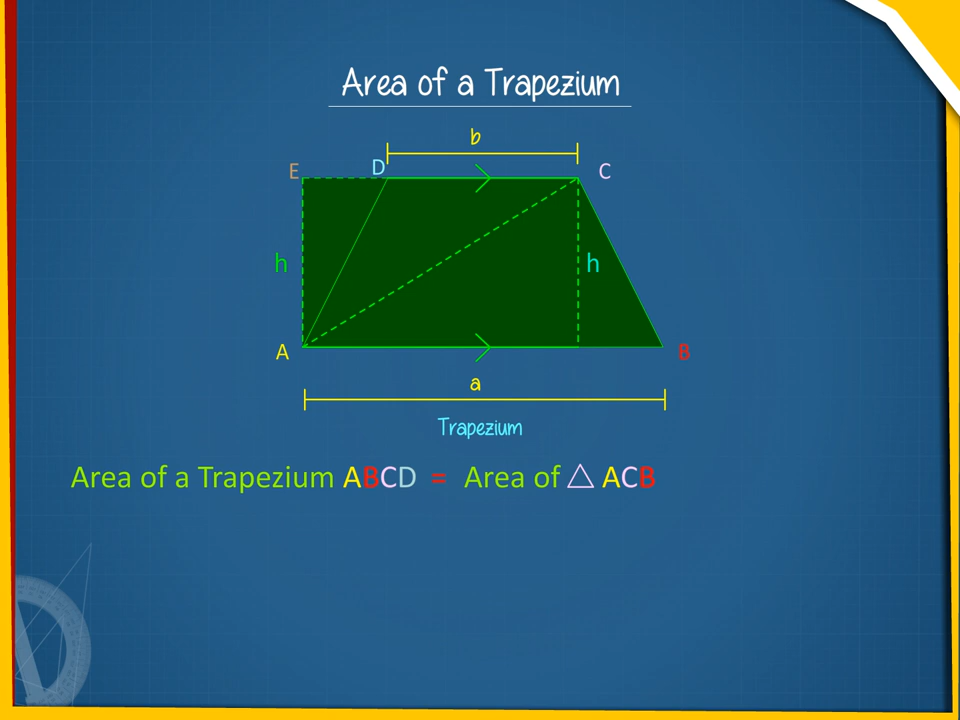 Area of a Trapezium
b
E D C
h h
A B
a
Trapezium
Area of a Trapezium ABCD = Area of △ ACB